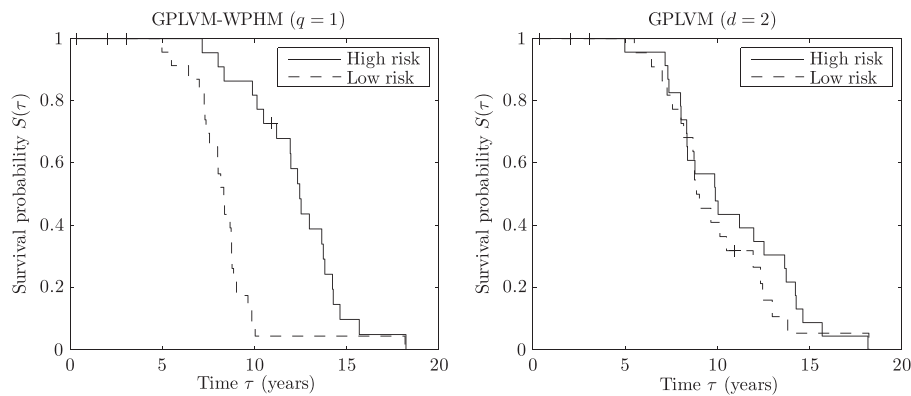 GPLVM-WPHM (q = 1)
Survival probability S(τ)
1
0.8
0.6
0.4
0.2
0
0 5 10 15 20
Time τ (years)
High risk
Low risk
GPLVM (d = 2)
Survival probability S(τ)
1
0.8
0.6
0.4
0.2
0
0 5 10 15 20
Time τ (years)
High risk
Low risk